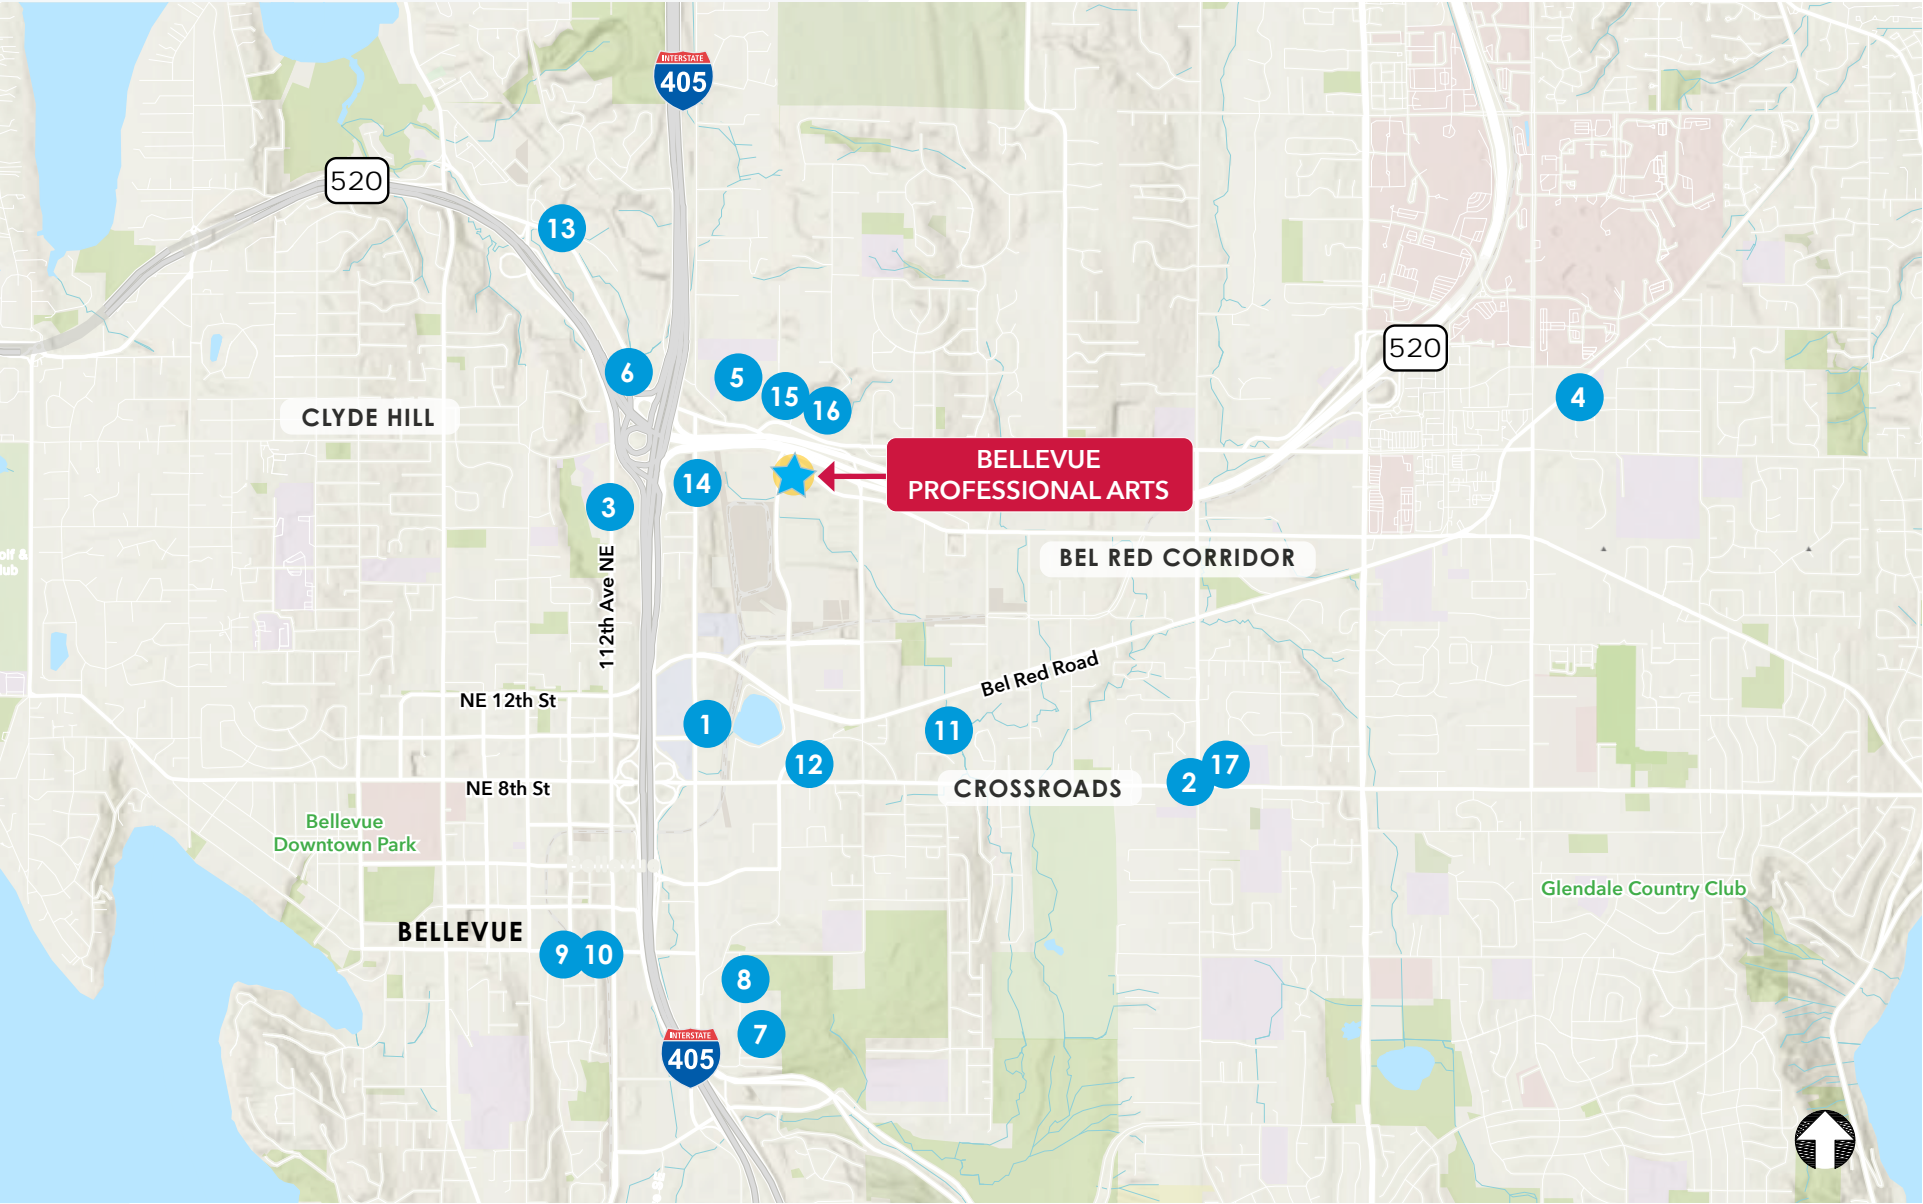 INTERSTATE
405
520
13
520
6
5
15
16
4
CLYDE HILL
BELLEVUE
PROFESSIONAL ARTS
14
3
olf &
lub
BEL RED CORRIDOR
112th Ave NE
Bel Red Road
NE 12th St
1
11
12
17
2
NE 8th St
CROSSROADS
Bellevue
Downtown Park
Glendale Country Club
BELLEVUE
9
10
8
7
INTERSTATE
405